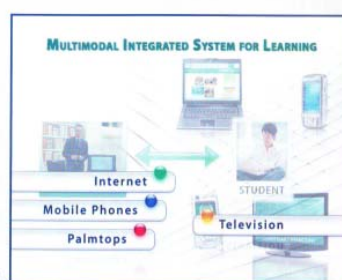 MULTIMODAL INTEGRATED SYSTEM FOR LEARNING
Internet
STUDENT
Mobile Phones
Television
Palmtops